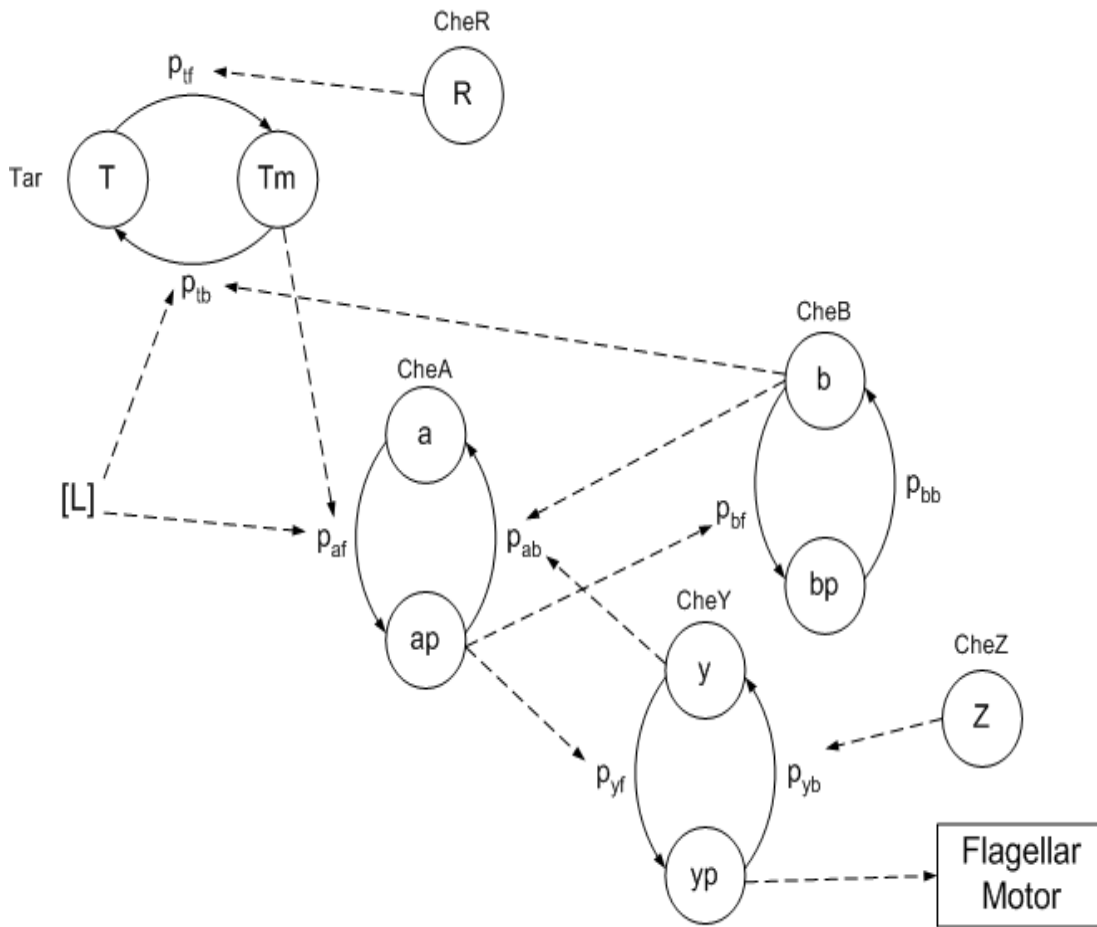 CheR
p_tf
R
Tar
T
Tm
p_tb
CheB
b
CheA
a
[L]
p_af
p_ab
p_bf
p_bb
bp
CheY
ap
y
CheZ
Z
p_yf
p_yb
yp
Flagellar
Motor